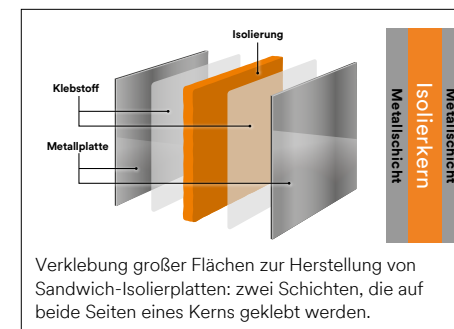 Isolierung
Klebstoff
Metallplatte
Metallschicht
Isolierkern
Metallschicht
Verklebung großer Flächen zur Herstellung von
Sandwich-Isolierplatten: zwei Schichten, die auf
beide Seiten eines Kerns geklebt werden.